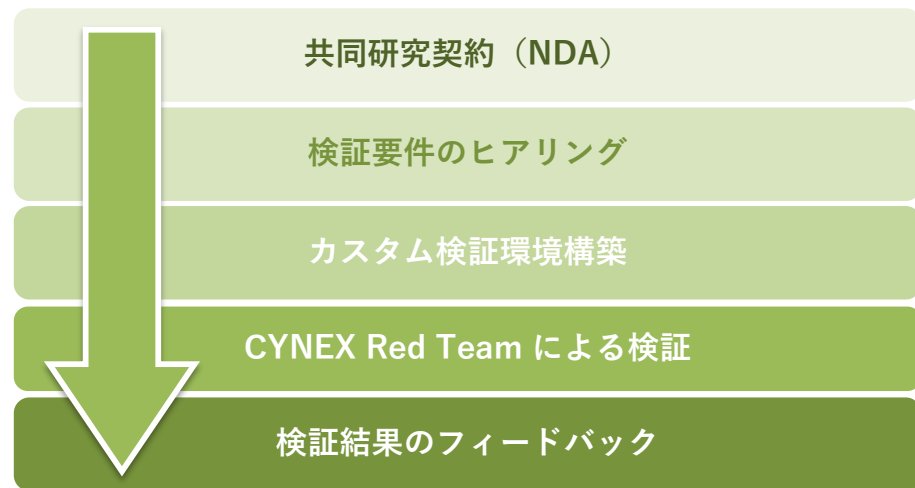 共同研究契約（NDA）
検証要件のヒアリング
カスタム検証環境構築
CYNEX Red Team による検証
検証結果のフィードバック